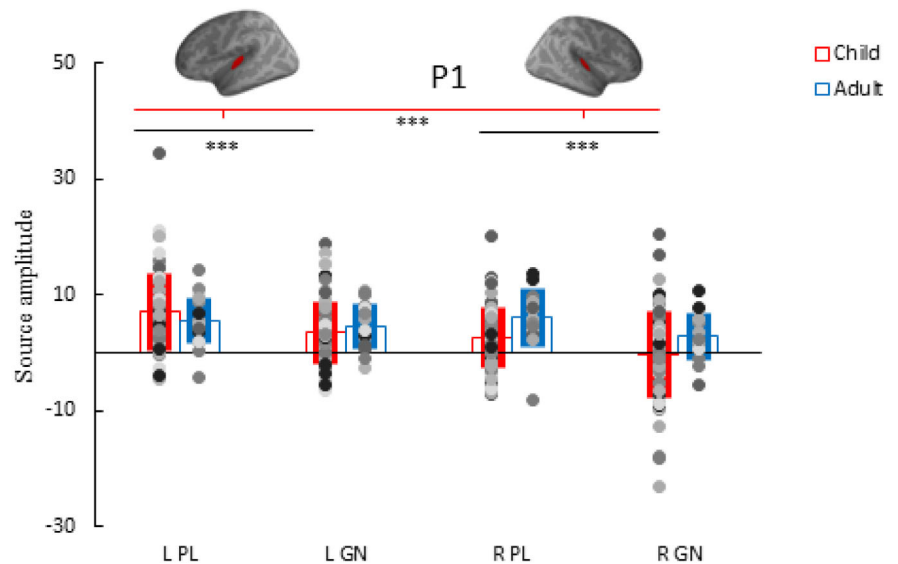 50
P1
Child
Adult
***
***
***
30
10
-10
-30
Source amplitude
L PL
L GN
R PL
R GN